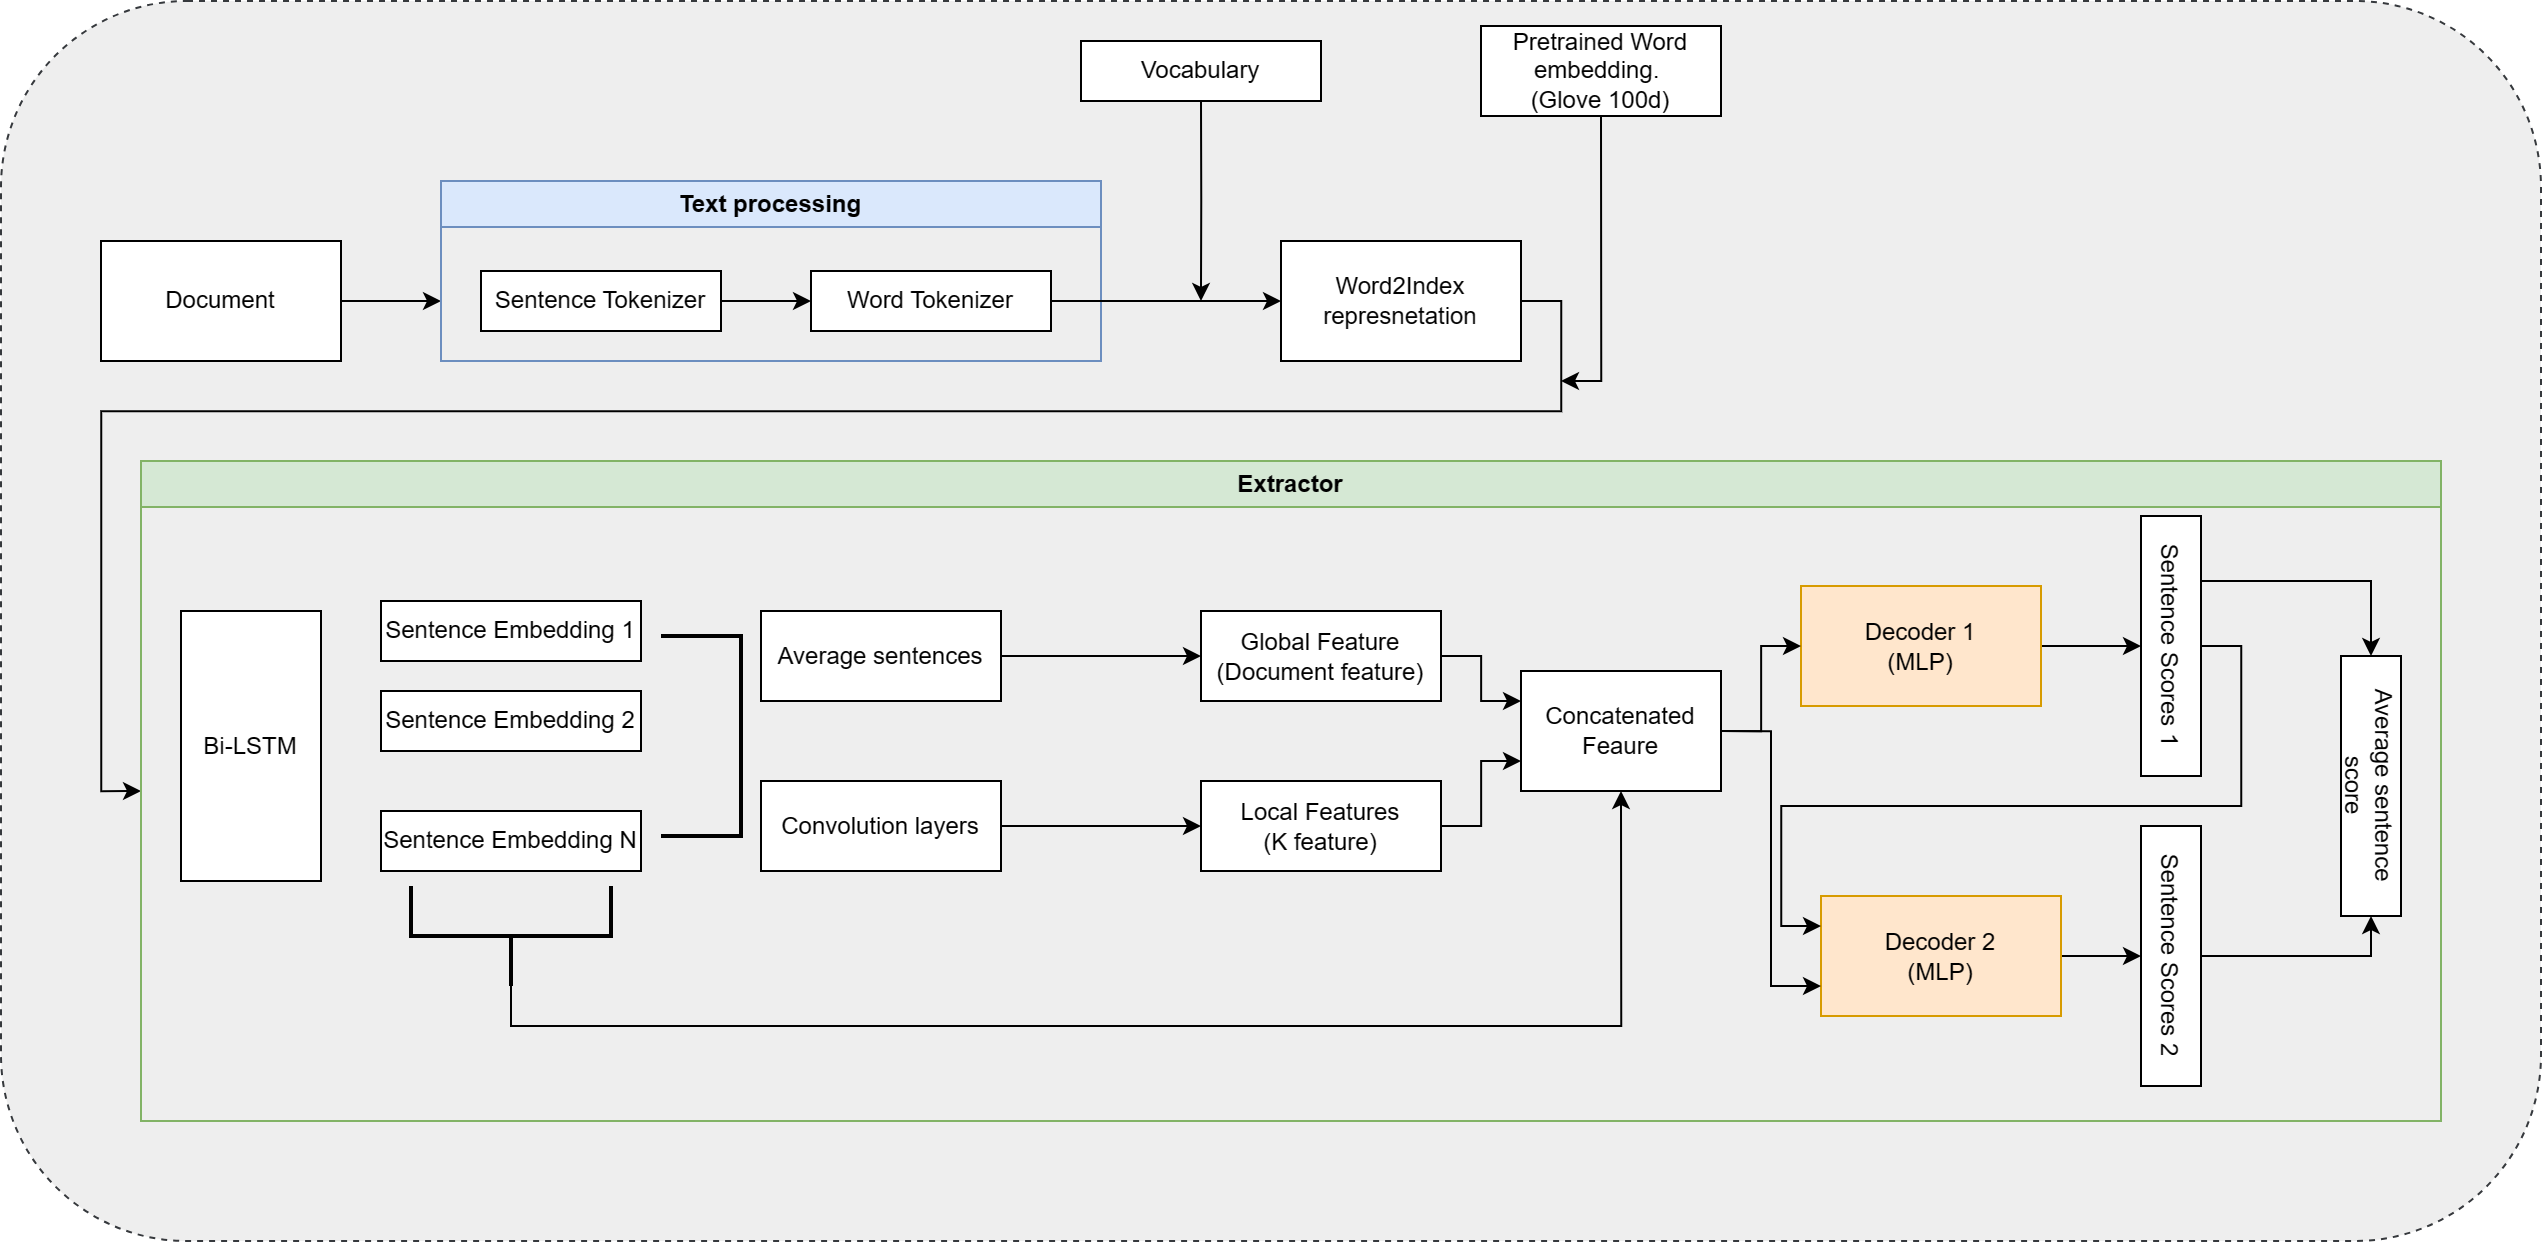 Vocabulary
Pretrained Word
embedding.
(Glove 100d)
Text processing
Document
Sentence Tokenizer
Word Tokenizer
Word2Index
represnetation
Extractor
Bi-LSTM
Sentence Embedding 1
Sentence Embedding 2
Sentence Embedding N
Average sentences
Convolution layers
Global Feature
(Document feature)
Local Features
(K feature)
Concatenated
Feaure
Decoder 1
(MLP)
Decoder 2
(MLP)
Sentence Scores 1
Sentence Scores 2
Average sentence
score